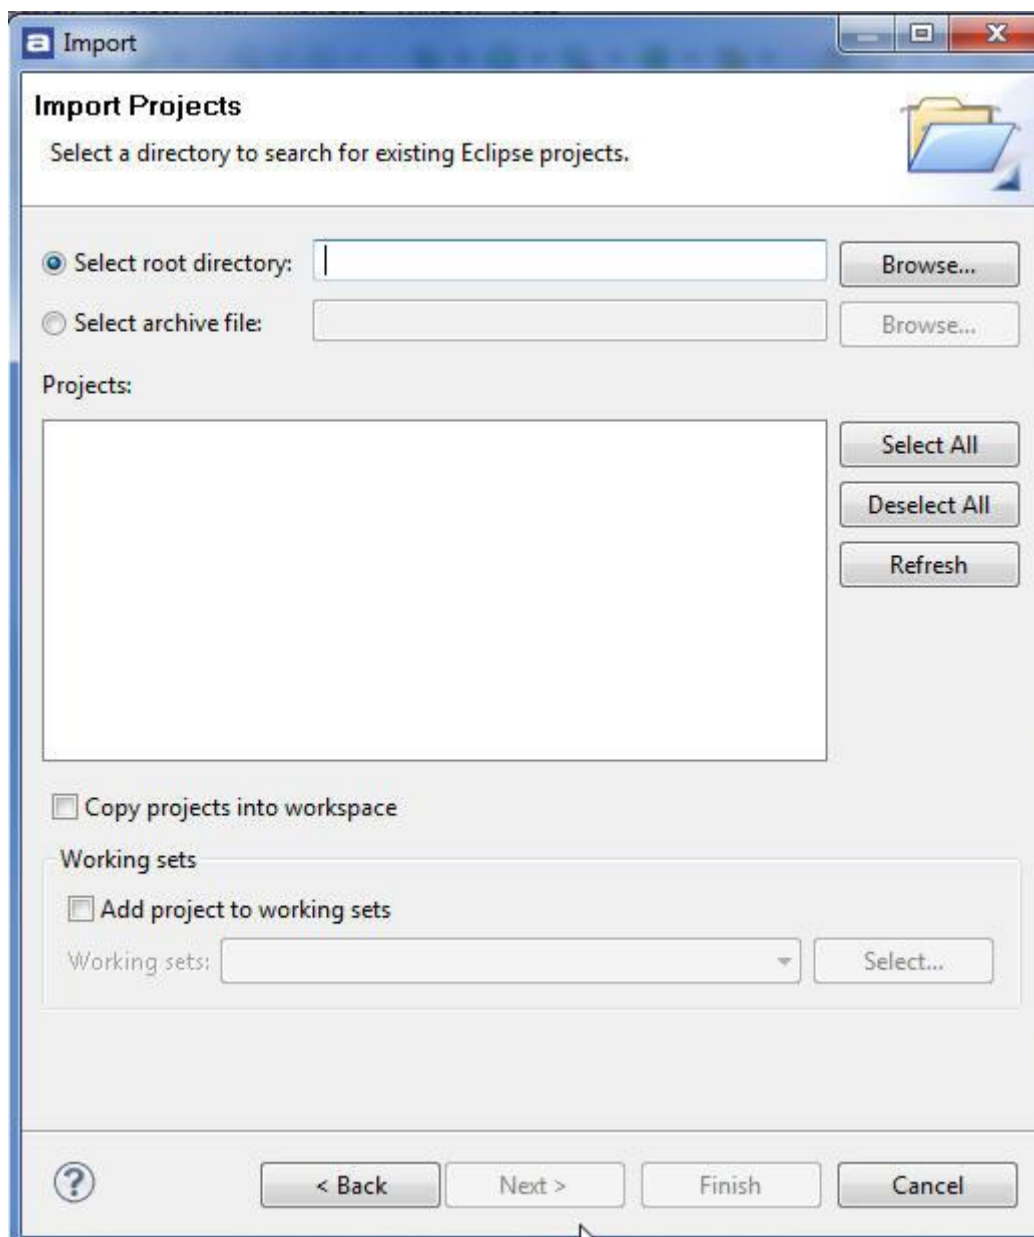 a Import
Import Projects
Select a directory to search for existing Eclipse projects.
Select root directory: Browse...
Select archive file: Browse...
Projects:
Select All
Deselect All
Refresh
Copy projects into workspace
Working sets
Add project to working sets
Working sets: Select...
? < Back Next > Finish Cancel